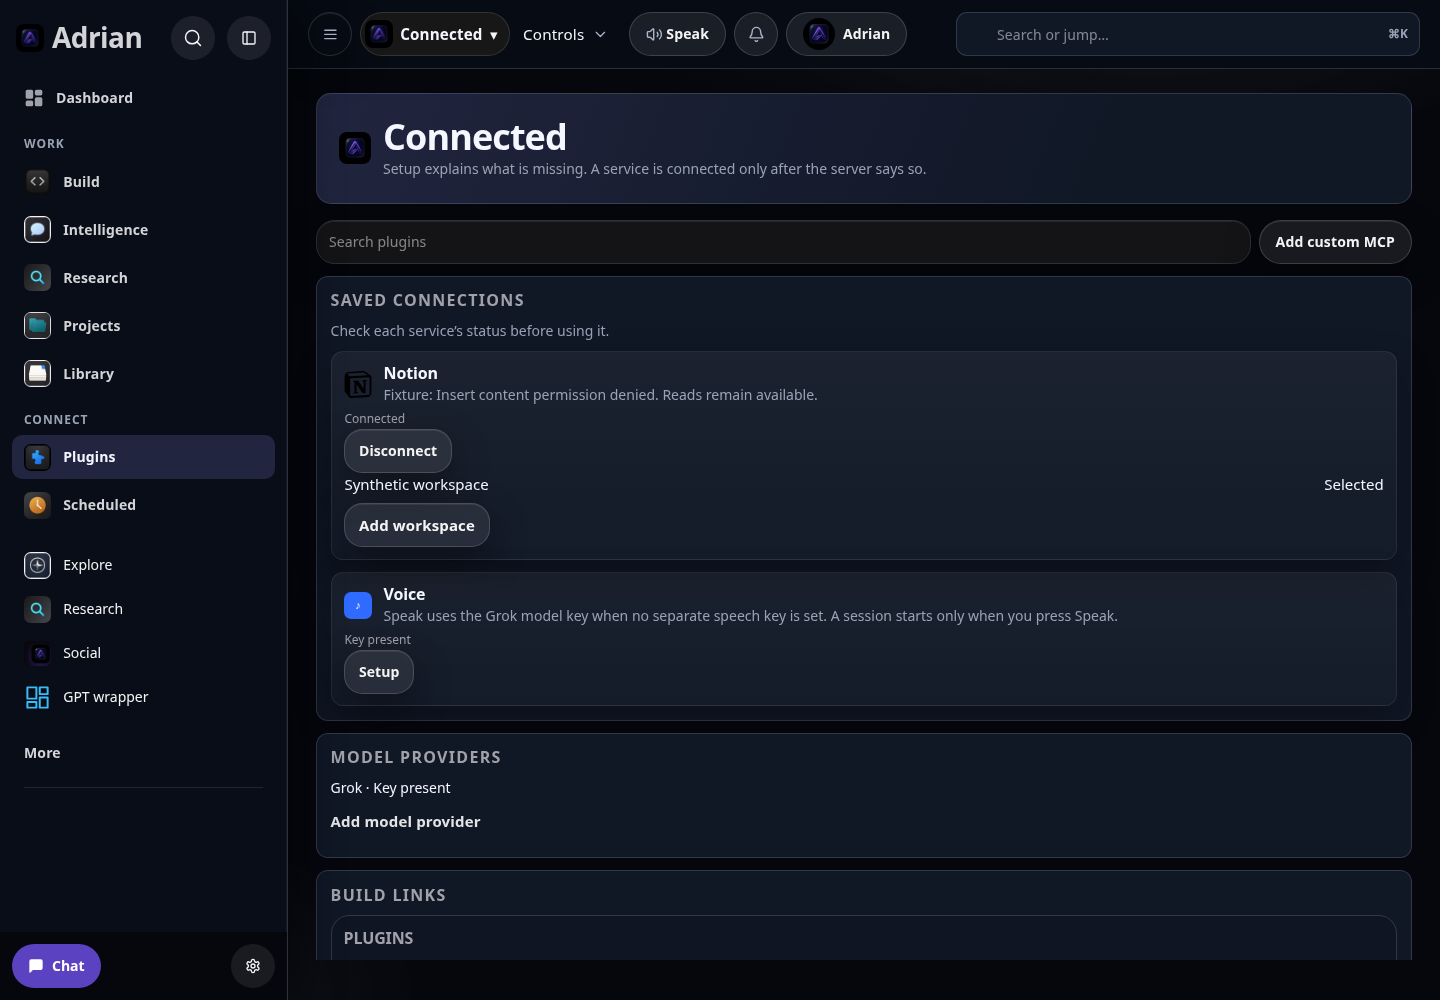 Adrian
Dashboard
WORK
Build
Intelligence
Research
Projects
Library
CONNECT
Plugins
Scheduled
Explore
Research
Social
GPT wrapper
More
Chat
Connected ▾
Controls
Speak
Adrian
Search or jump...
⌘K
Connected
Setup explains what is missing. A service is connected only after the server says so.
Search plugins
Add custom MCP
SAVED CONNECTIONS
Check each service’s status before using it.
Notion
Fixture: Insert content permission denied. Reads remain available.
Connected
Disconnect
Synthetic workspace
Selected
Add workspace
Voice
Speak uses the Grok model key when no separate speech key is set. A session starts only when you press Speak.
Key present
Setup
MODEL PROVIDERS
Grok · Key present
Add model provider
BUILD LINKS
PLUGINS